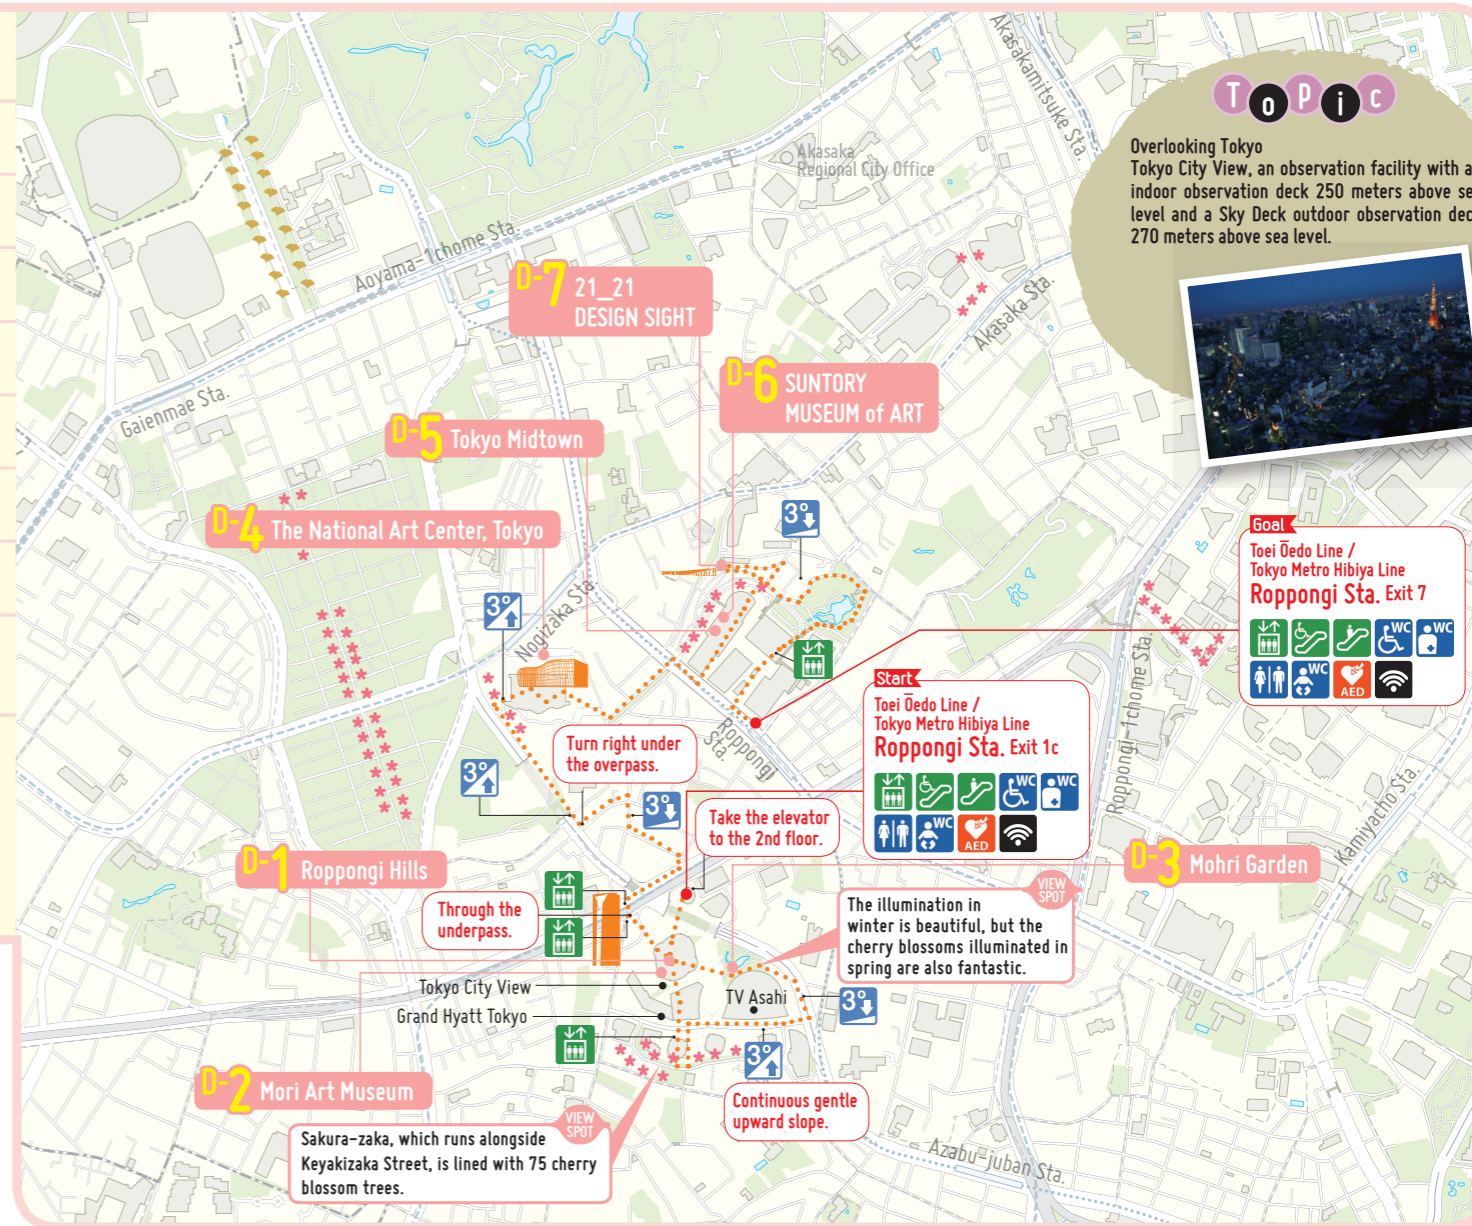 Topic
Overlooking Tokyo
Tokyo City View, an observation facility with
indoor observation deck 250 meters above
level and a Sky Deck outdoor observation
270 meters above sea level.
Akasakamitsuke Sta.
Akasaka
Regional City Office
Aoyama-1chome Sta.
Akasaka Sta.
Gaienmae Sta.
D-7 21_21
DESIGN SIGHT
D-6 SUNTORY
MUSEUM of ART
D-5 Tokyo Midtown
D-4 The National Art Center, Tokyo
3°
3°
Nogizaka Sta.
Goal
Toei Ōedo Line /
Tokyo Metro Hibiya Line
Roppongi Sta. Exit 7
WC
WC
WC
AED
Roppongi-1chome Sta.
Start
Toei Ōedo Line /
Tokyo Metro Hibiya Line
Roppongi Sta. Exit 1c
WC
WC
WC
AED
Roppongi
Sta.
Turn right under
the overpass.
3°
3°
Take the elevator
to the 2nd floor.
Kamiyacho Sta.
D-1 Roppongi Hills
D-3 Mohri Garden
Through the
underpass.
VIEW
SPOT
The illumination in
winter is beautiful, but the
cherry blossoms illuminated in
spring are also fantastic.
Tokyo City View
Grand Hyatt Tokyo
TV Asahi
3°
3°
D-2 Mori Art Museum
Continuous gentle
upward slope.
VIEW
SPOT
Sakura-zaka, which runs alongside
Keyakizaka Street, is lined with 75 cherry
blossom trees.
Azabu-juban Sta.